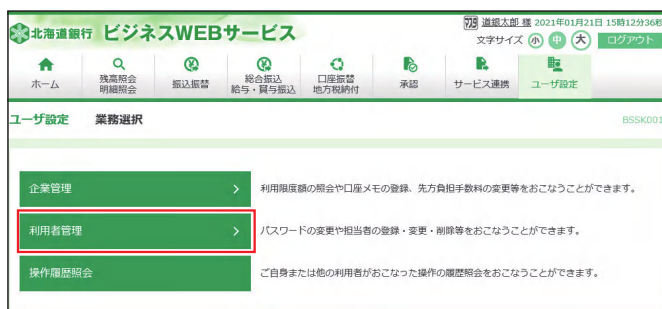 北海道銀行 ビジネスWEBサービス
道銀太郎 様 2021年01月21日 15時12分36秒
文字サイズ 小 中 大 ログアウト
ホーム
残高照会
明細照会
振込振替
総合振込
給与・賞与振込
口座振替
地方税納付
承認
サービス連携
ユーザ設定
ユーザ設定 業務選択 BSSK001
企業管理 > 利用限度額の照会や口座メモの登録、先方負担手数料の変更等をおこなうことができます。
利用者管理 > パスワードの変更や担当者の登録・変更・削除等をおこなうことができます。
操作履歴照会 ご自身または他の利用者がおこなった操作の履歴照会をおこなうことができます。